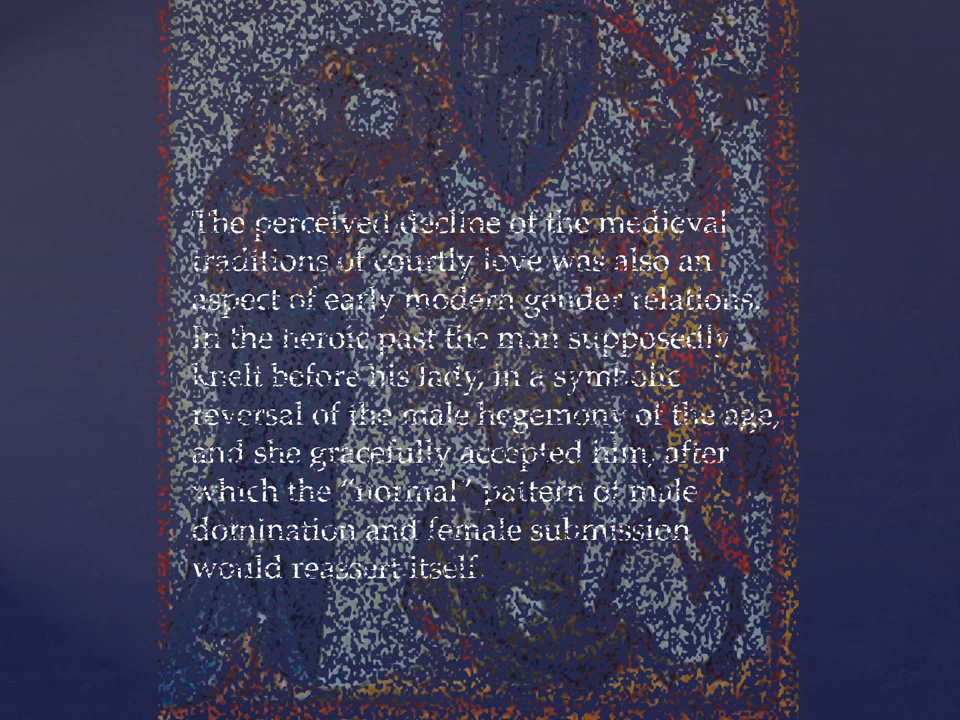 The perceived decline of the medieval
traditions of courtly love was also an
aspect of early modern gender relations.
In the heroic past the man supposedly
knelt before his lady, in a symbolic
reversal of the male hegemony of the age,
and she gracefully accepted him, after
which the “normal” pattern of male
domination and female submission
would reassert itself.